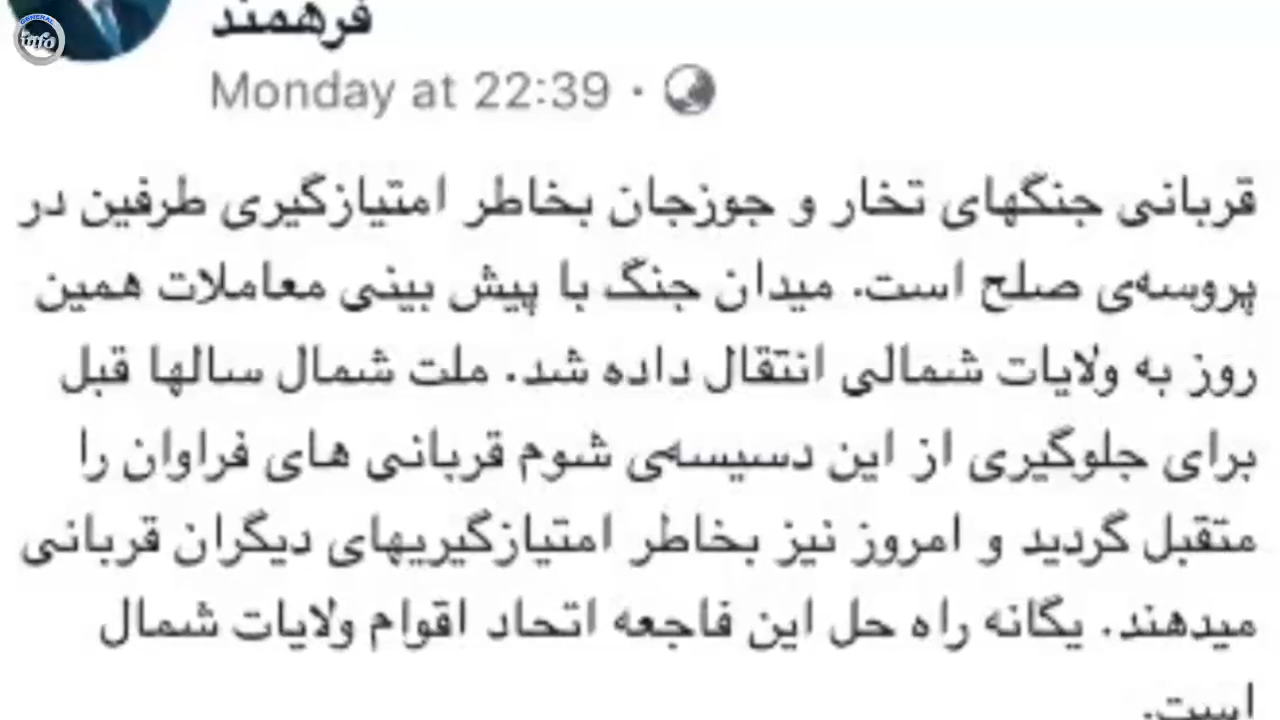 GENERAL
info
فرهمند
Monday at 22:39 ·
قربانی جنگهای تخار و جوزجان بخاطر امتیازگیری طرفین در
پروسه‌ی صلح است. میدان جنگ با پیش بینی معاملات همین
روز به ولایات شمالی انتقال داده شد. ملت شمال سالها قبل
برای جلوگیری از این دسیسه‌ی شوم قربانی های فراوان را
متقبل گردید و امروز نیز بخاطر امتیازگیریهای دیگران قربانی
میدهند. یگانه راه حل این فاجعه اتحاد اقوام ولایات شمال
است.